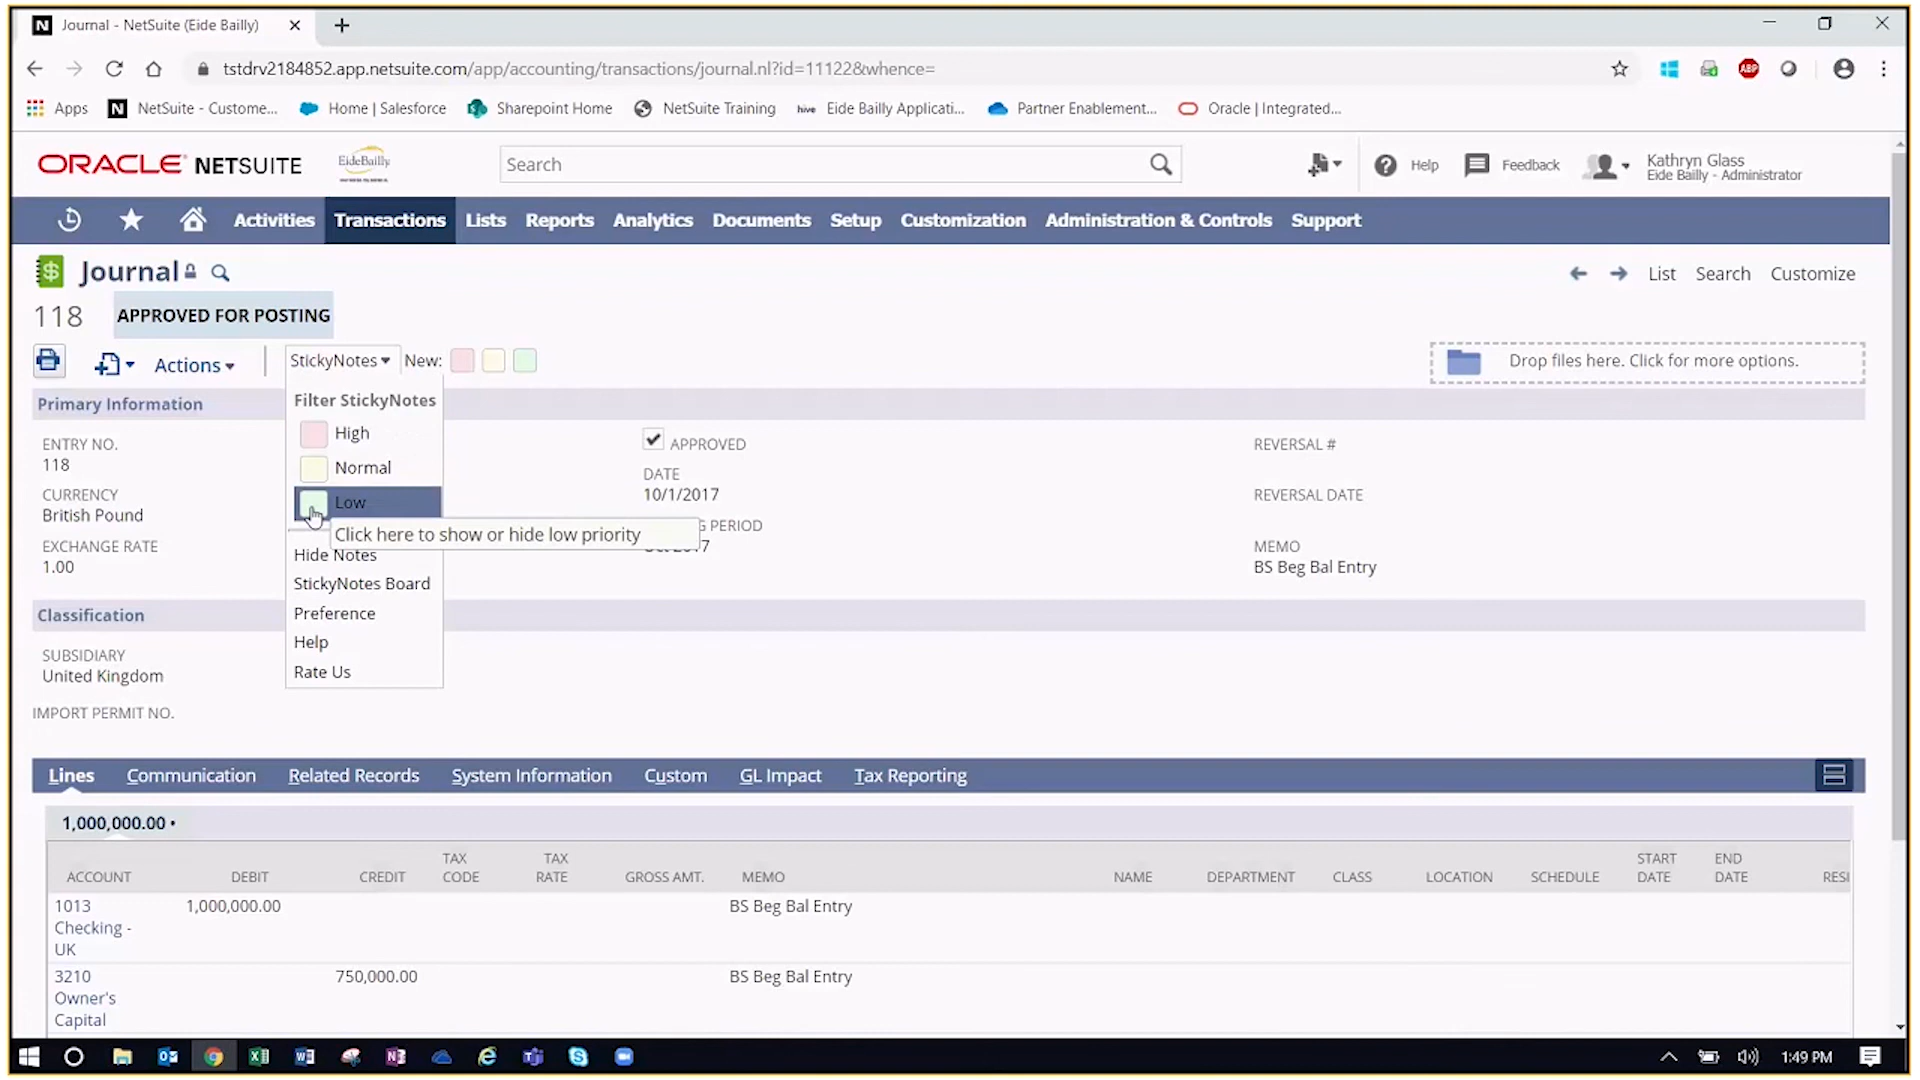 Journal - NetSuite (Eide Bailly)
tstdrv2184852.app.netsuite.com/app/accounting/transactions/journal.nl?id=11122&whence=
Apps
NetSuite - Custome...
Home | Salesforce
Sharepoint Home
NetSuite Training
hive Eide Bailly Applicati...
Partner Enablement...
Oracle | Integrated...
ORACLE NETSUITE
EideBailly
Search
Help
Feedback
Kathryn Glass
Eide Bailly - Administrator
Activities Transactions Lists Reports Analytics Documents Setup Customization Administration & Controls Support
Journal
List Search Customize
118 APPROVED FOR POSTING
Actions
StickyNotes New:
Drop files here. Click for more options.
Filter StickyNotes
High
Normal
Low
Click here to show or hide low priority
Hide Notes
StickyNotes Board
Preference
Help
Rate Us
Primary Information
ENTRY NO.
118
CURRENCY
British Pound
EXCHANGE RATE
1.00
APPROVED
DATE
10/1/2017
PERIOD
REVERSAL #
REVERSAL DATE
MEMO
BS Beg Bal Entry
Classification
SUBSIDIARY
United Kingdom
IMPORT PERMIT NO.
Lines Communication Related Records System Information Custom GL Impact Tax Reporting
1,000,000.00 •
ACCOUNT DEBIT CREDIT TAX CODE TAX RATE GROSS AMT. MEMO NAME DEPARTMENT CLASS LOCATION SCHEDULE START DATE END DATE RESI
1013 1,000,000.00 BS Beg Bal Entry
Checking -
UK
3210 750,000.00 BS Beg Bal Entry
Owner's
Capital
1:49 PM